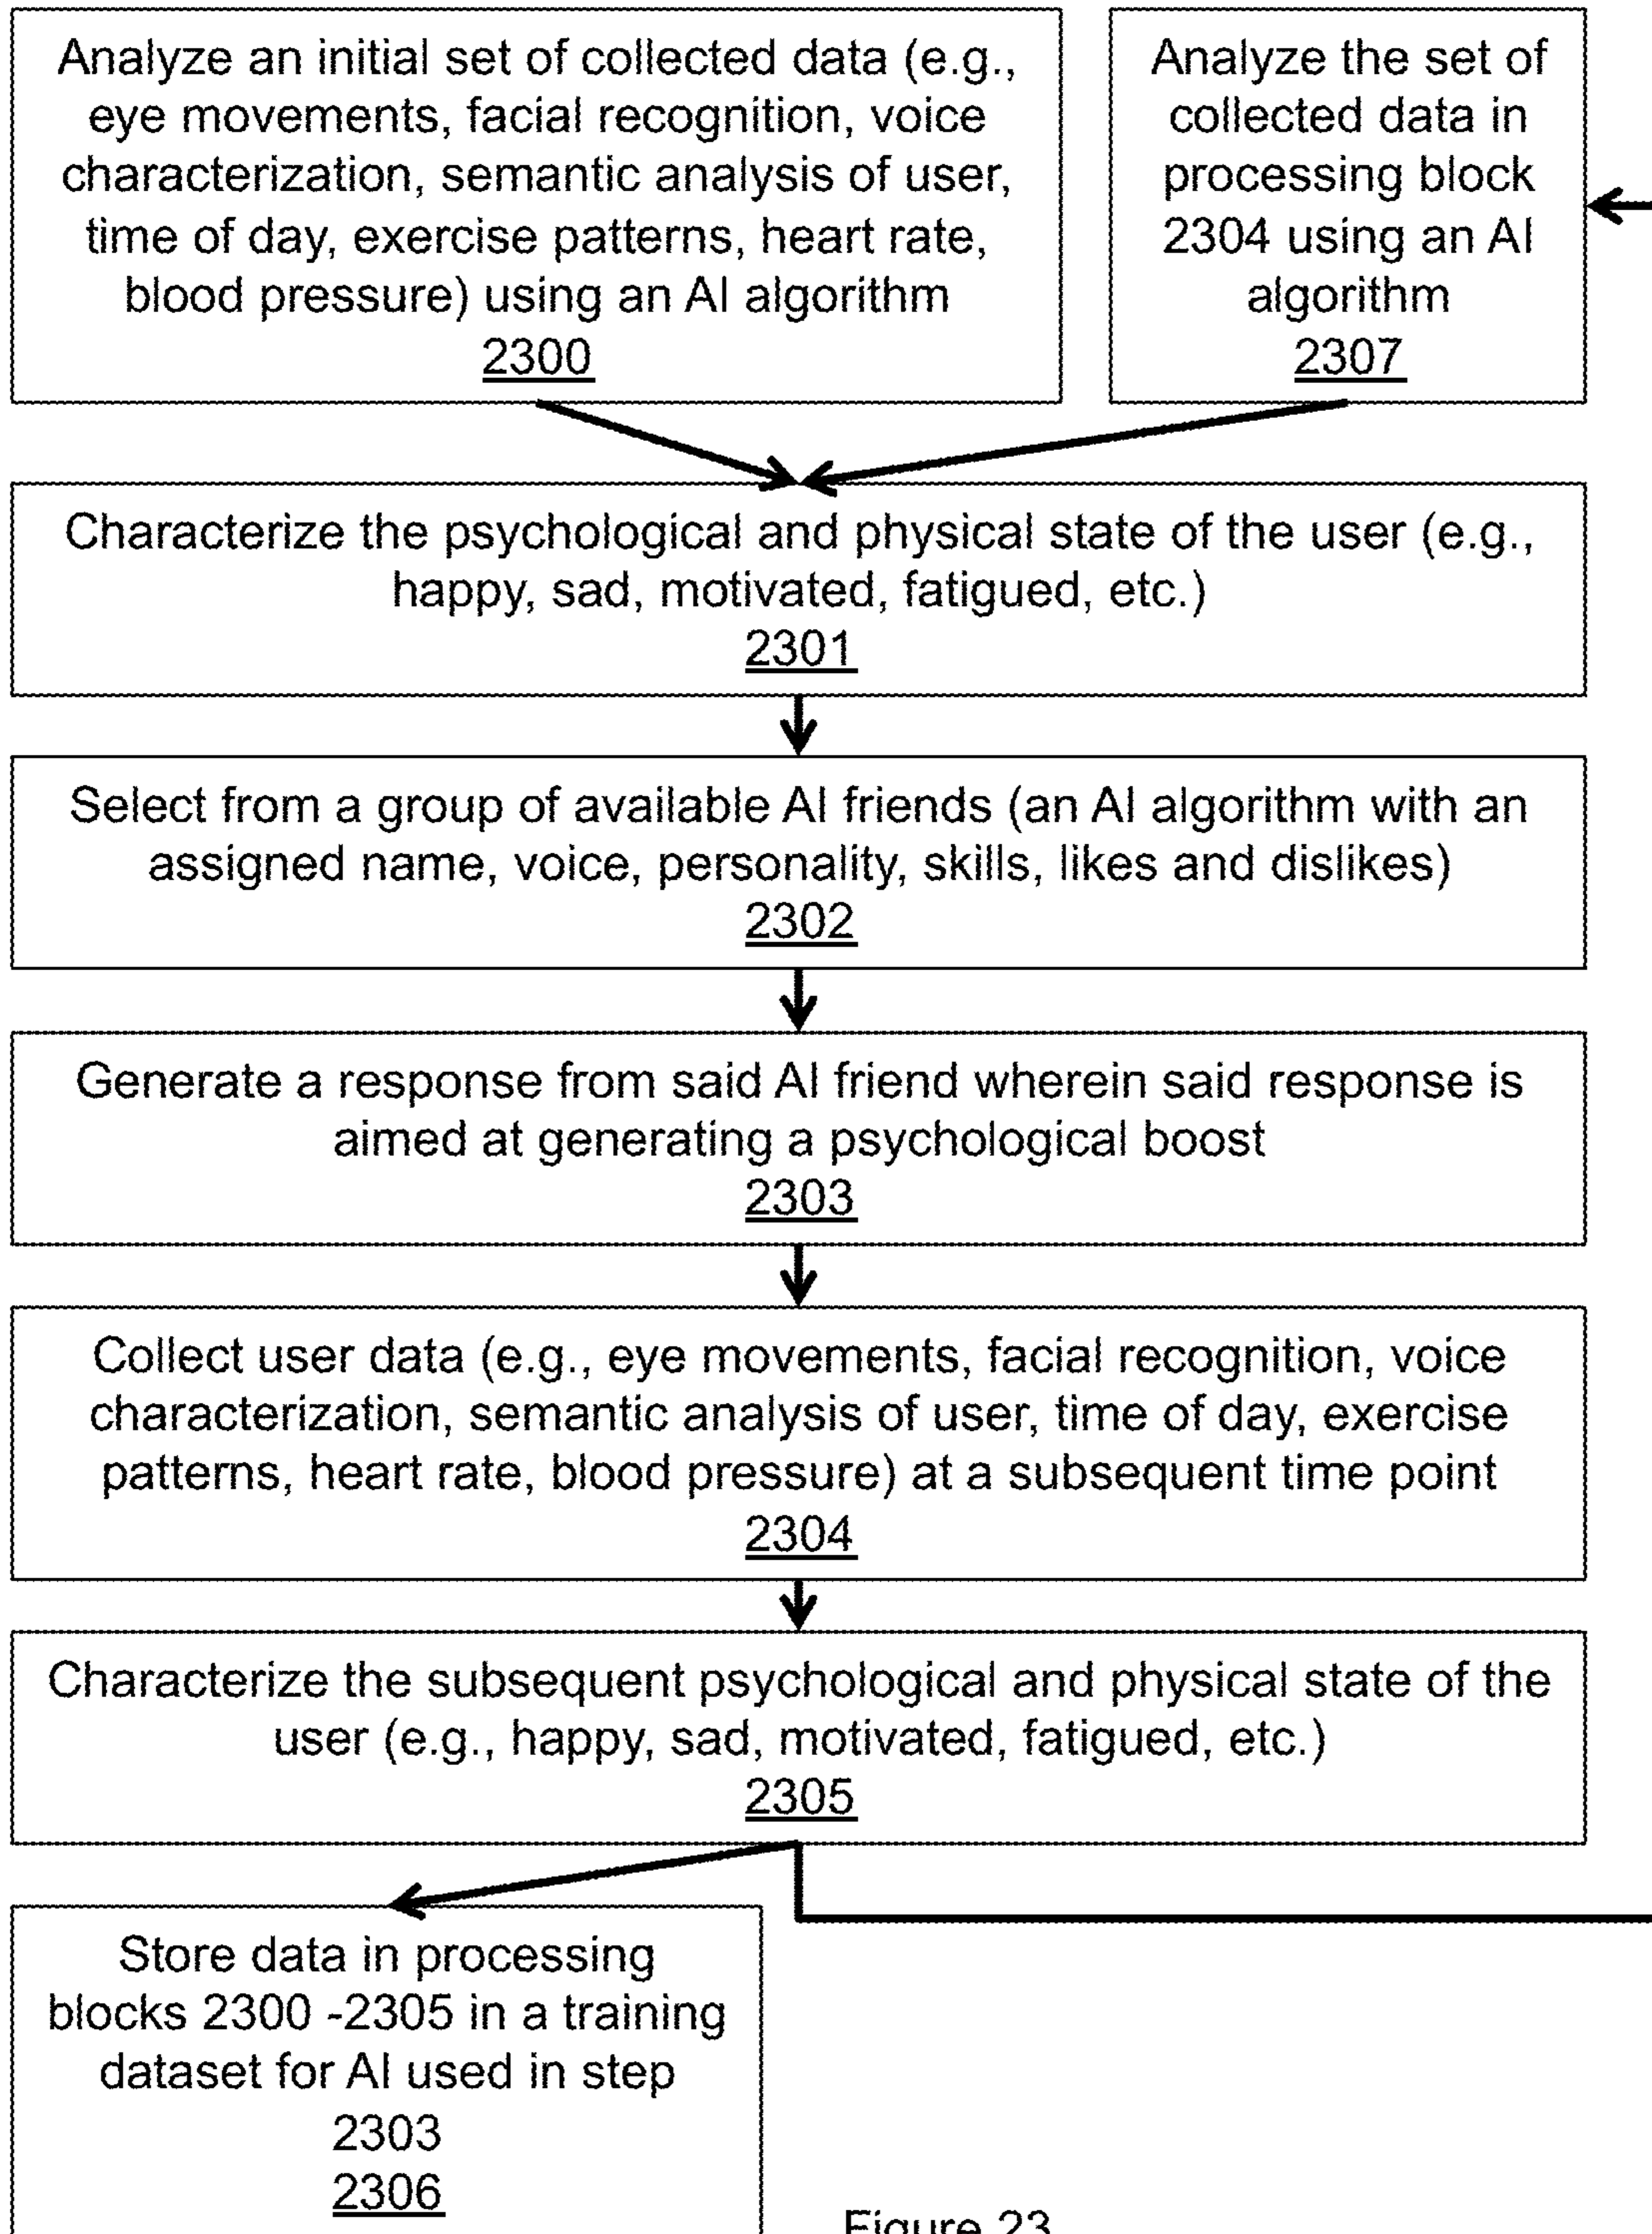 Analyze an initial set of collected data (e.g.,
eye movements, facial recognition, voice
characterization, semantic analysis of user,
time of day, exercise patterns, heart rate,
blood pressure) using an AI algorithm
2300
Analyze the set of
collected data in
processing block
2304 using an AI
algorithm
2307
Characterize the psychological and physical state of the user (e.g.,
happy, sad, motivated, fatigued, etc.)
2301
Select from a group of available AI friends (an AI algorithm with an
assigned name, voice, personality, skills, likes and dislikes)
2302
Generate a response from said AI friend wherein said response is
aimed at generating a psychological boost
2303
Collect user data (e.g., eye movements, facial recognition, voice
characterization, semantic analysis of user, time of day, exercise
patterns, heart rate, blood pressure) at a subsequent time point
2304
Characterize the subsequent psychological and physical state of the
user (e.g., happy, sad, motivated, fatigued, etc.)
2305
Store data in processing
blocks 2300 -2305 in a training
dataset for AI used in step
2303
2306
Figure 23